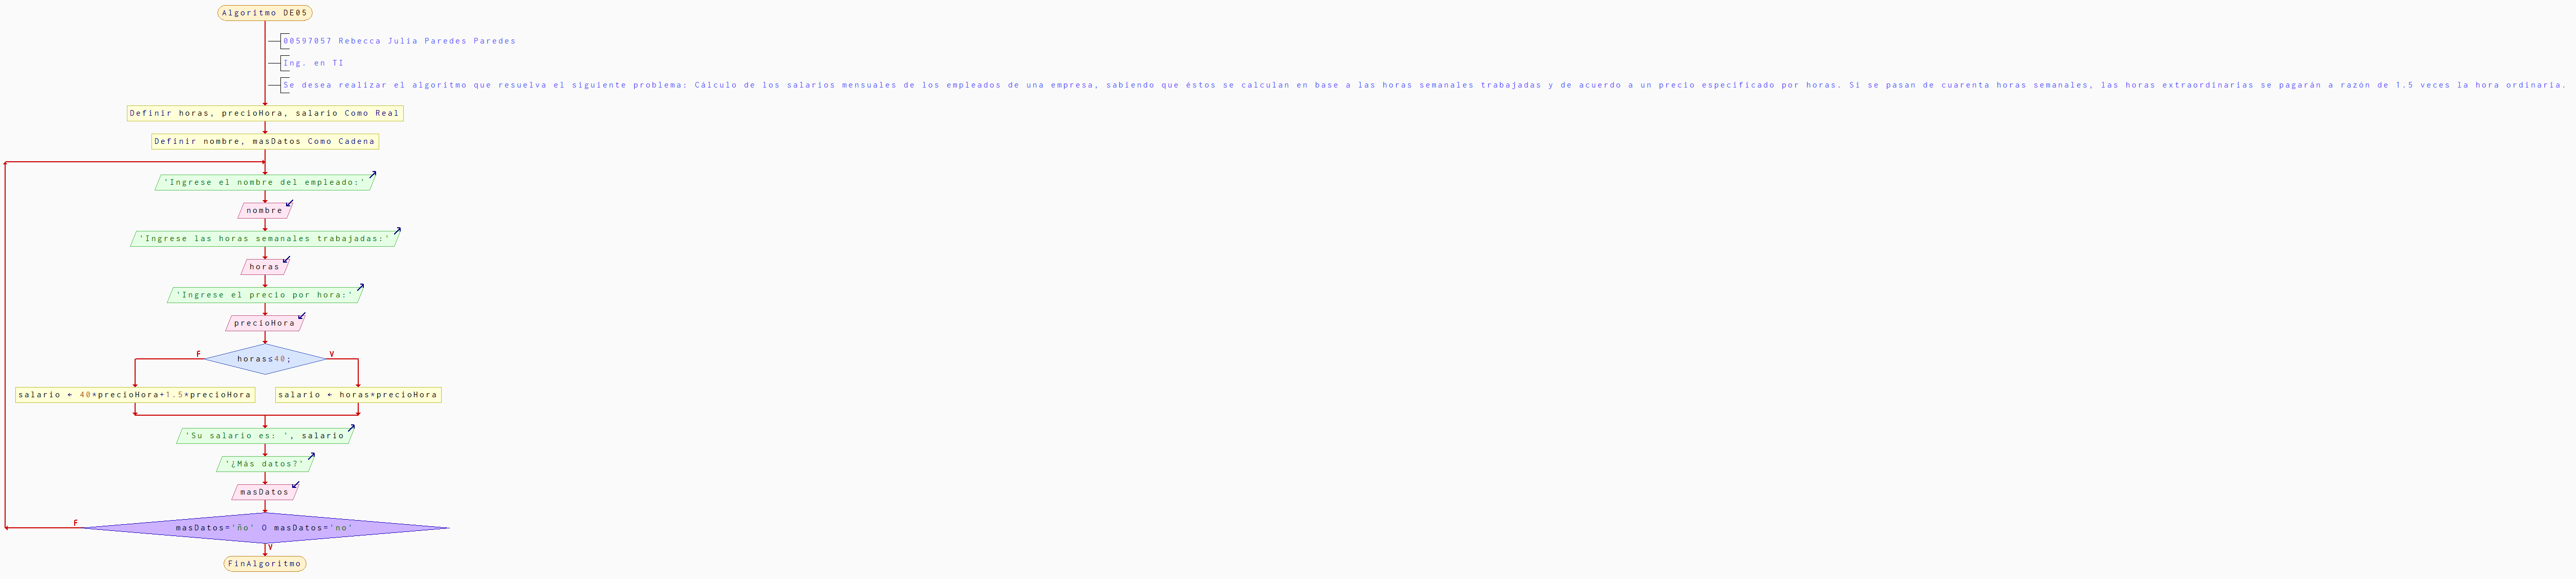 Algoritmo DE05
00597057 Rebecca Julia Paredes Paredes
Ing. en TI
Se desea realizar el algoritmo que resuelva el siguiente problema: Cálculo de los salarios mensuales de los empleados de una empresa, sabiendo que éstos se calculan en base a las horas semanales trabajadas y de acuerdo a un precio especificado por horas. Si se pasan de cuarenta horas semanales, las horas extraordinarias se pagarán a razón de 1.5 veces la hora ordinaria.
Definir horas, precioHora, salario Como Real
Definir nombre, masDatos Como Cadena
'Ingrese el nombre del empleado:'
nombre
'Ingrese las horas semanales trabajadas:'
horas
'Ingrese el precio por hora:'
precioHora
F horas≤40; V
salario ← 40*precioHora+1.5*precioHora salario ← horas*precioHora
'Su salario es: ', salario
'¿Más datos?'
masDatos
F masDatos='ño' O masDatos='no'
V
FinAlgoritmo